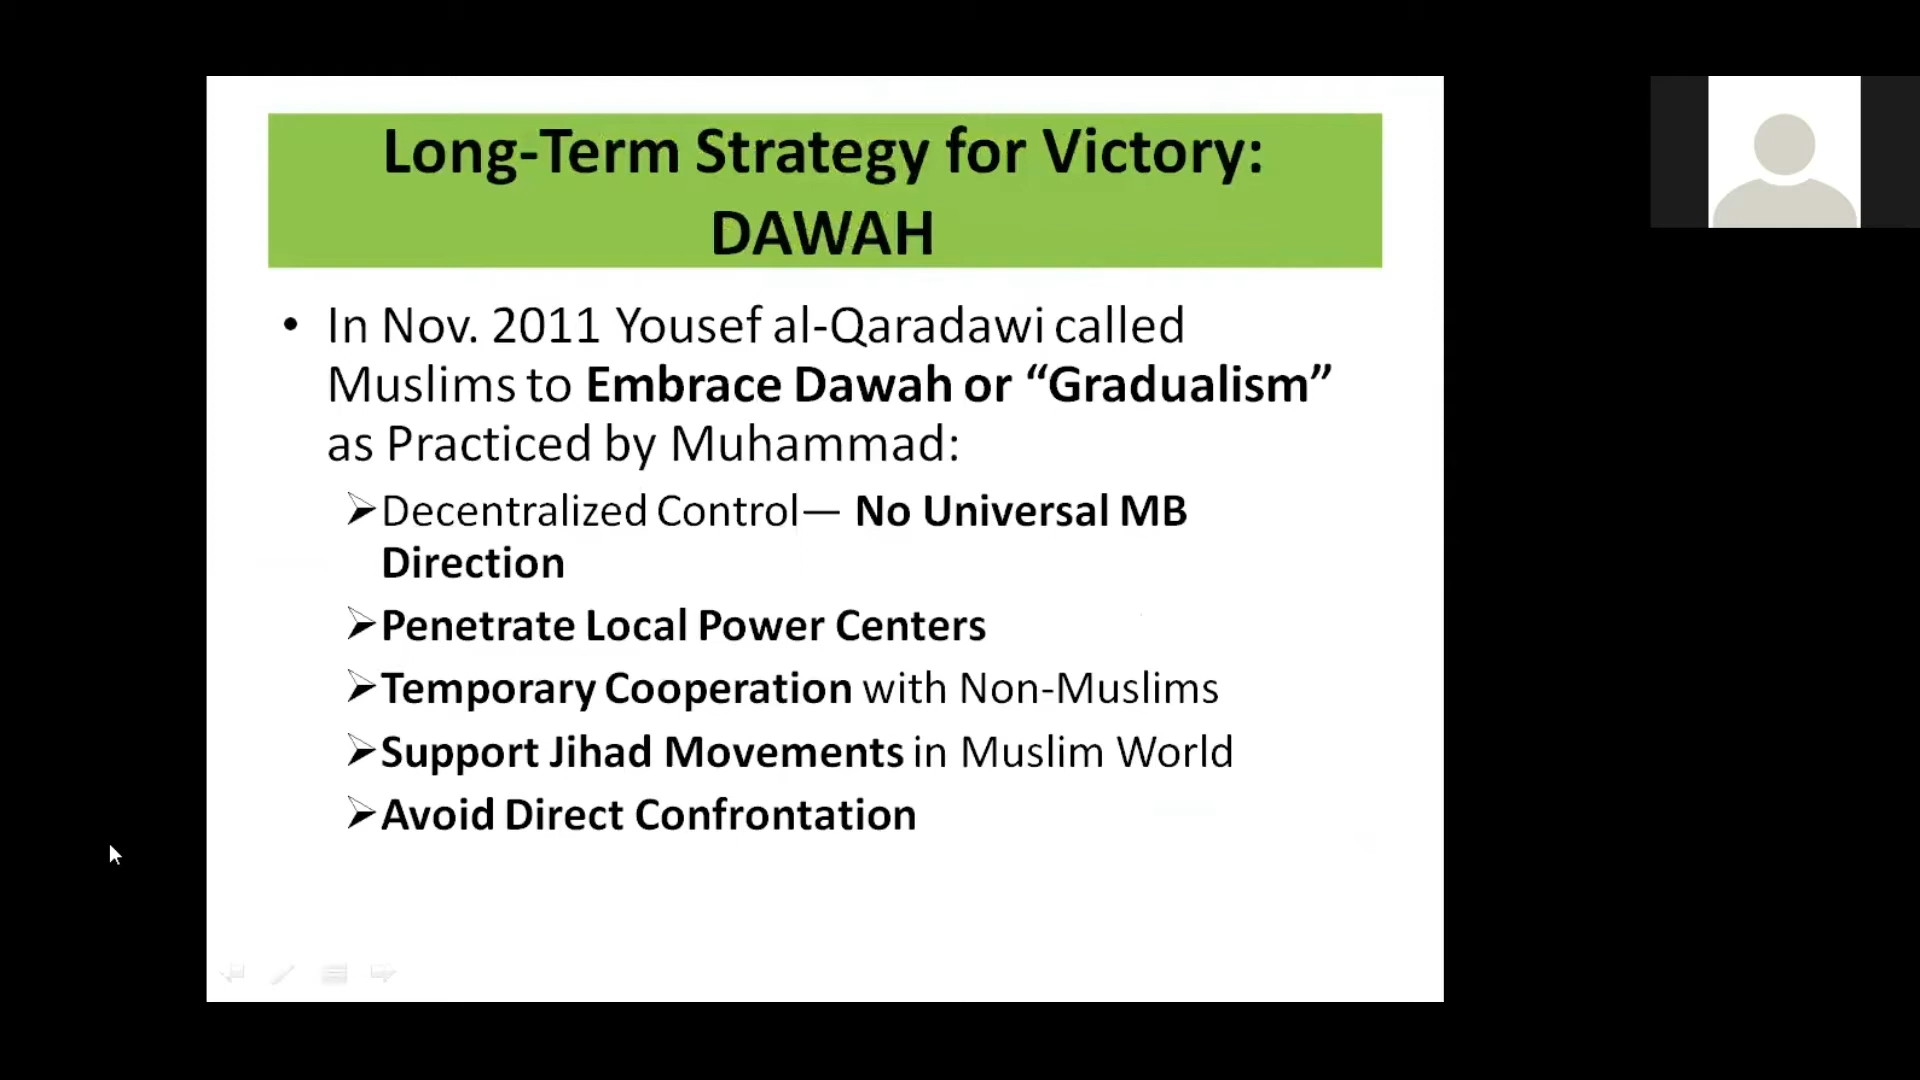 Long-Term Strategy for Victory:
DAWAH
• In Nov. 2011 Yousef al-Qaradawi called
Muslims to Embrace Dawah or “Gradualism”
as Practiced by Muhammad:
➢Decentralized Control— No Universal MB
Direction
➢Penetrate Local Power Centers
➢Temporary Cooperation with Non-Muslims
➢Support Jihad Movements in Muslim World
➢Avoid Direct Confrontation